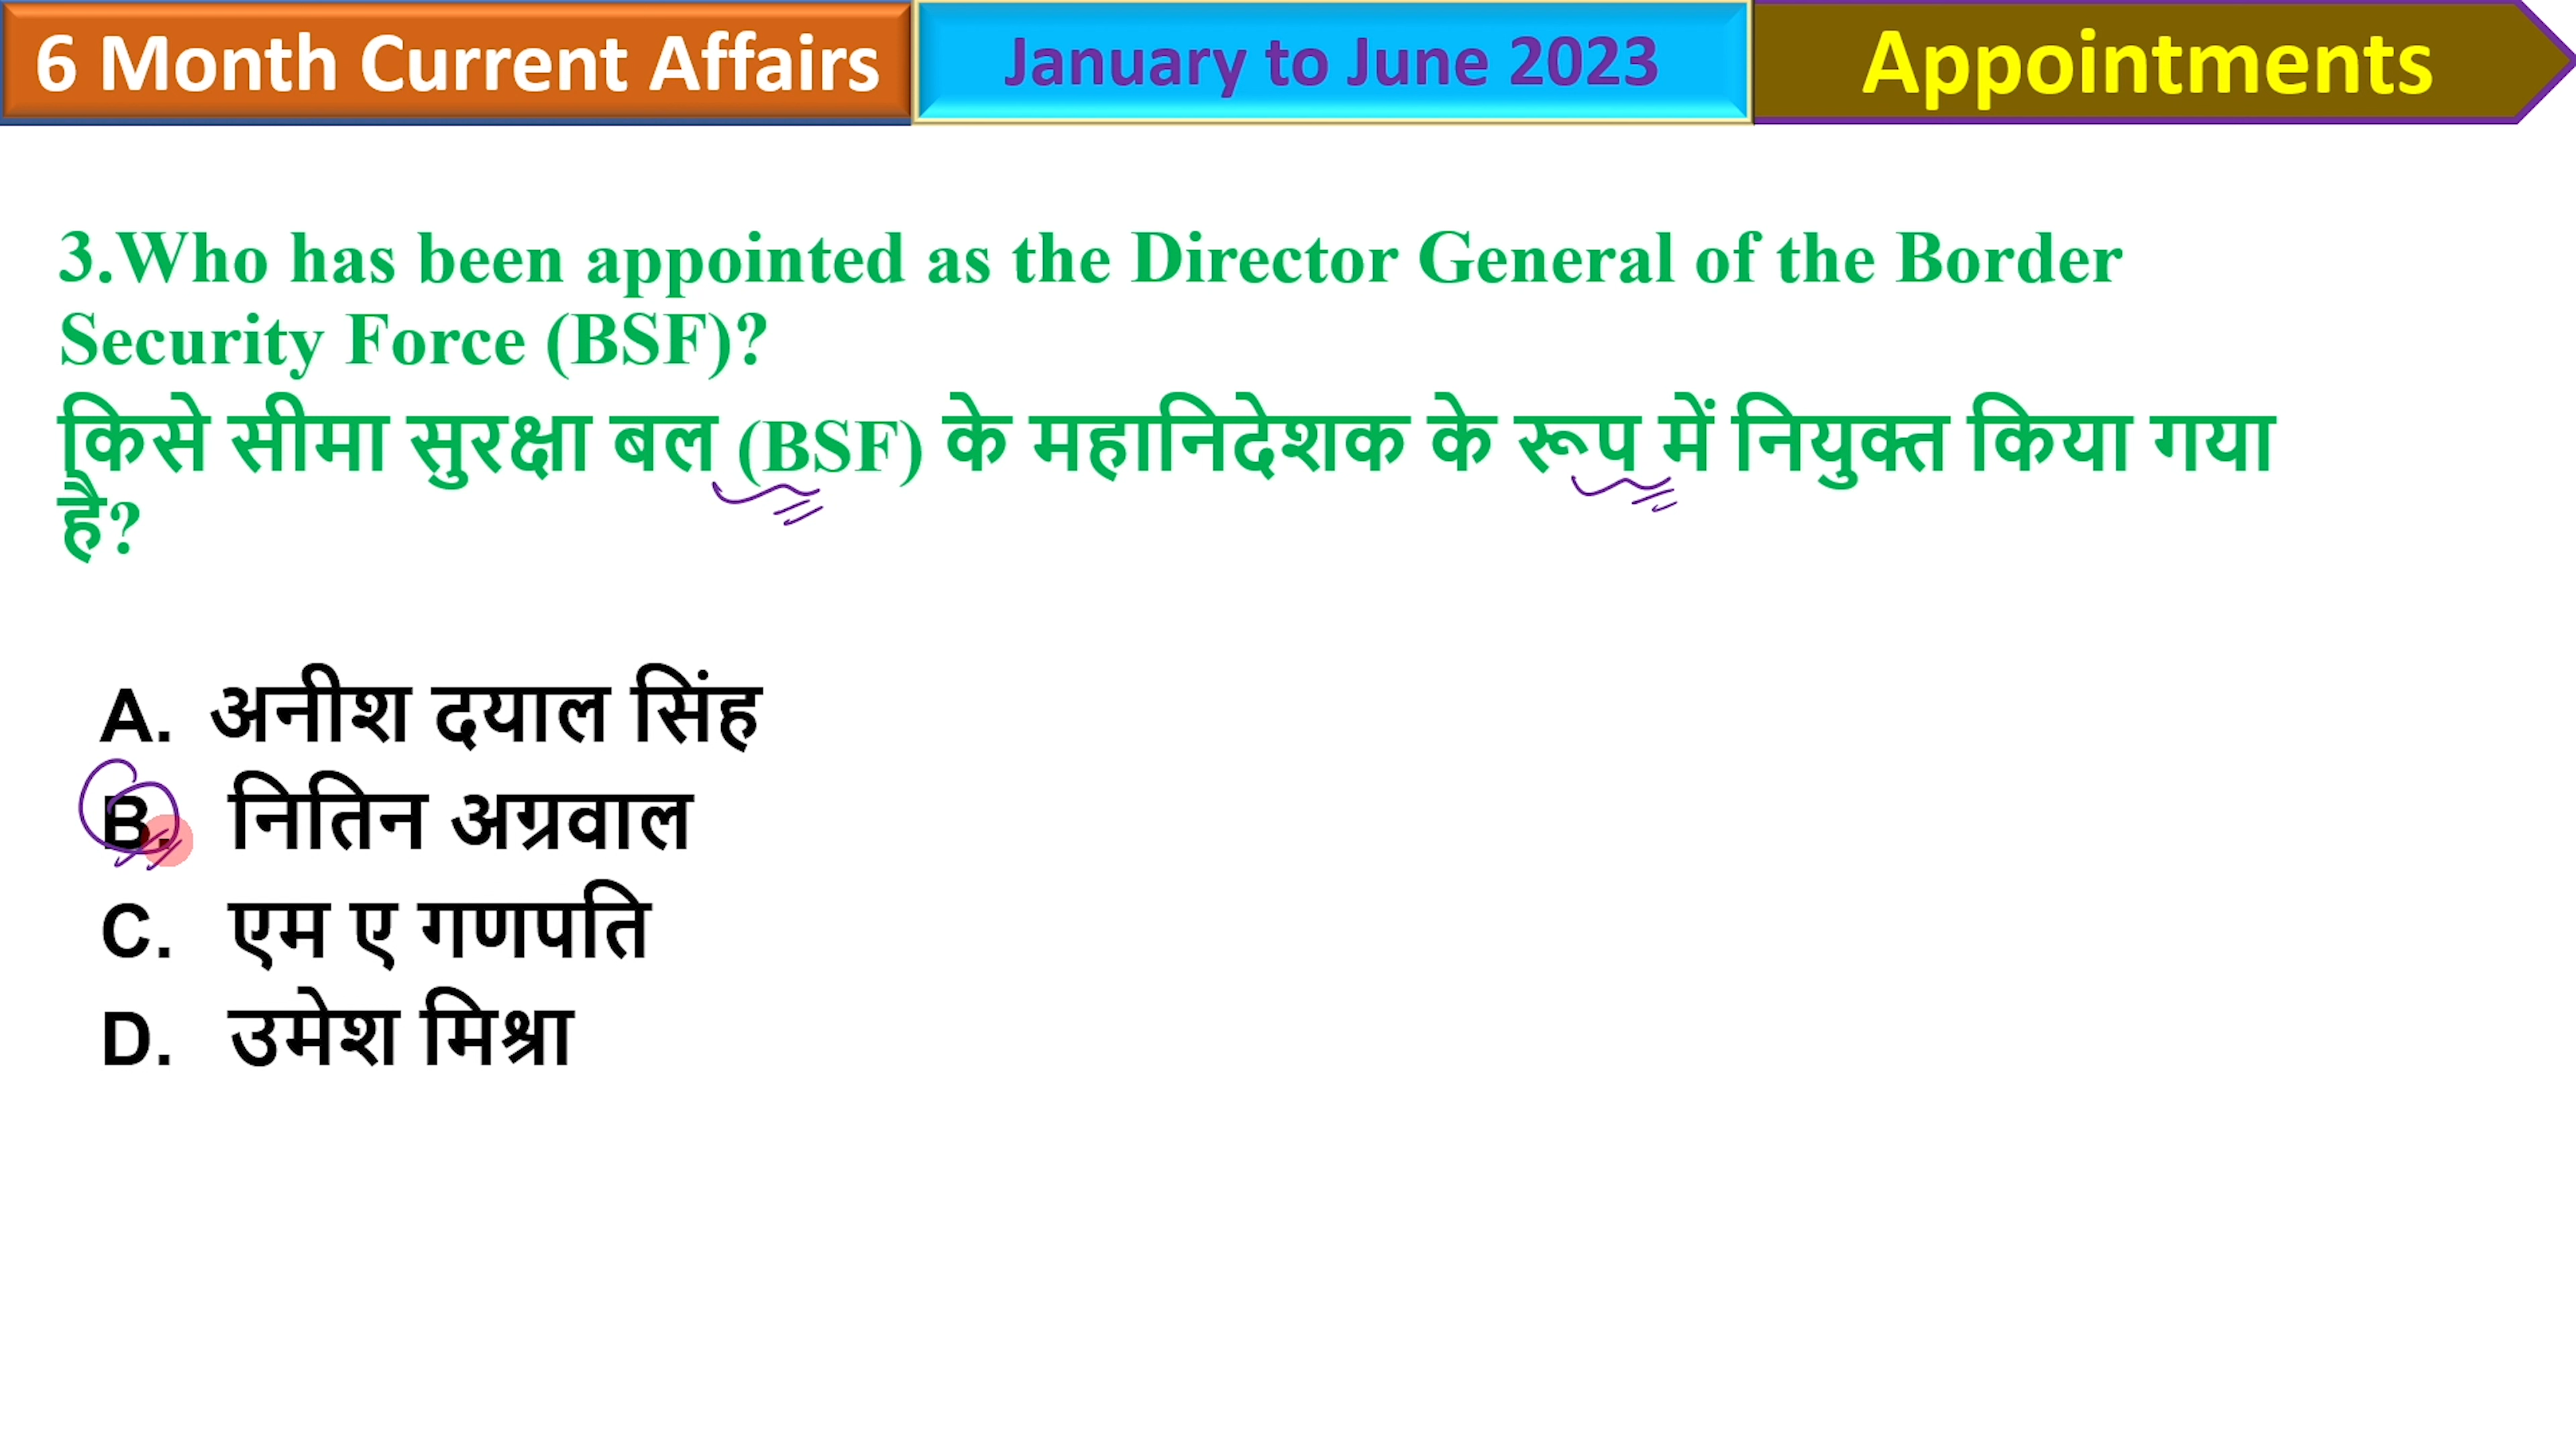 6 Month Current Affairs
January to June 2023
Appointments
3.Who has been appointed as the Director General of the Border
Security Force (BSF)?
किसे सीमा सुरक्षा बल (BSF) के महानिदेशक के रूप में नियुक्त किया गया
है?
A. अनीश दयाल सिंह
B. नितिन अग्रवाल
C. एम ए गणपति
D. उमेश मिश्रा